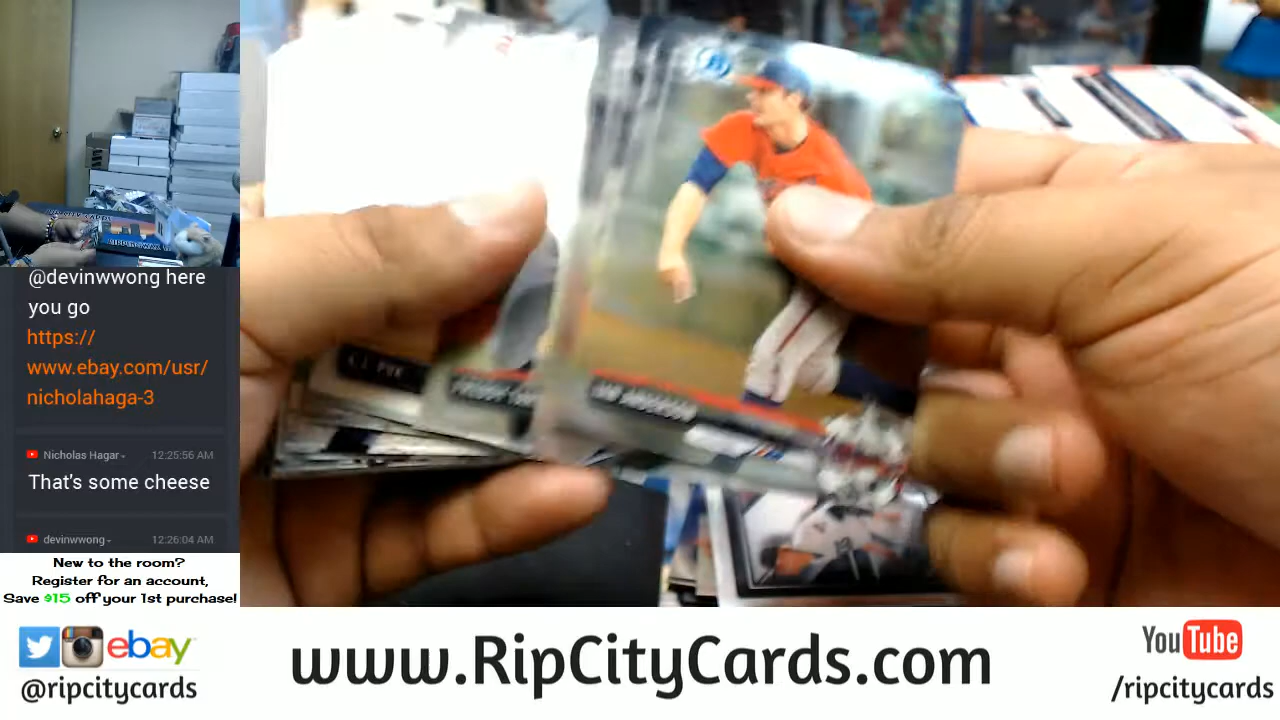 @devinwwong here
you go
https://
www.ebay.com/usr/
nicholahaga-3
Nicholas Hagar
12:25:56 AM
That's some cheese
devinwwong
12:26:04 AM
New to the room?
Register for an account,
Save $15 off your 1st purchase!
ebay
@ripcitycards
www.RipCityCards.com
YouTube
/ripcitycards
IAN ANDERSON